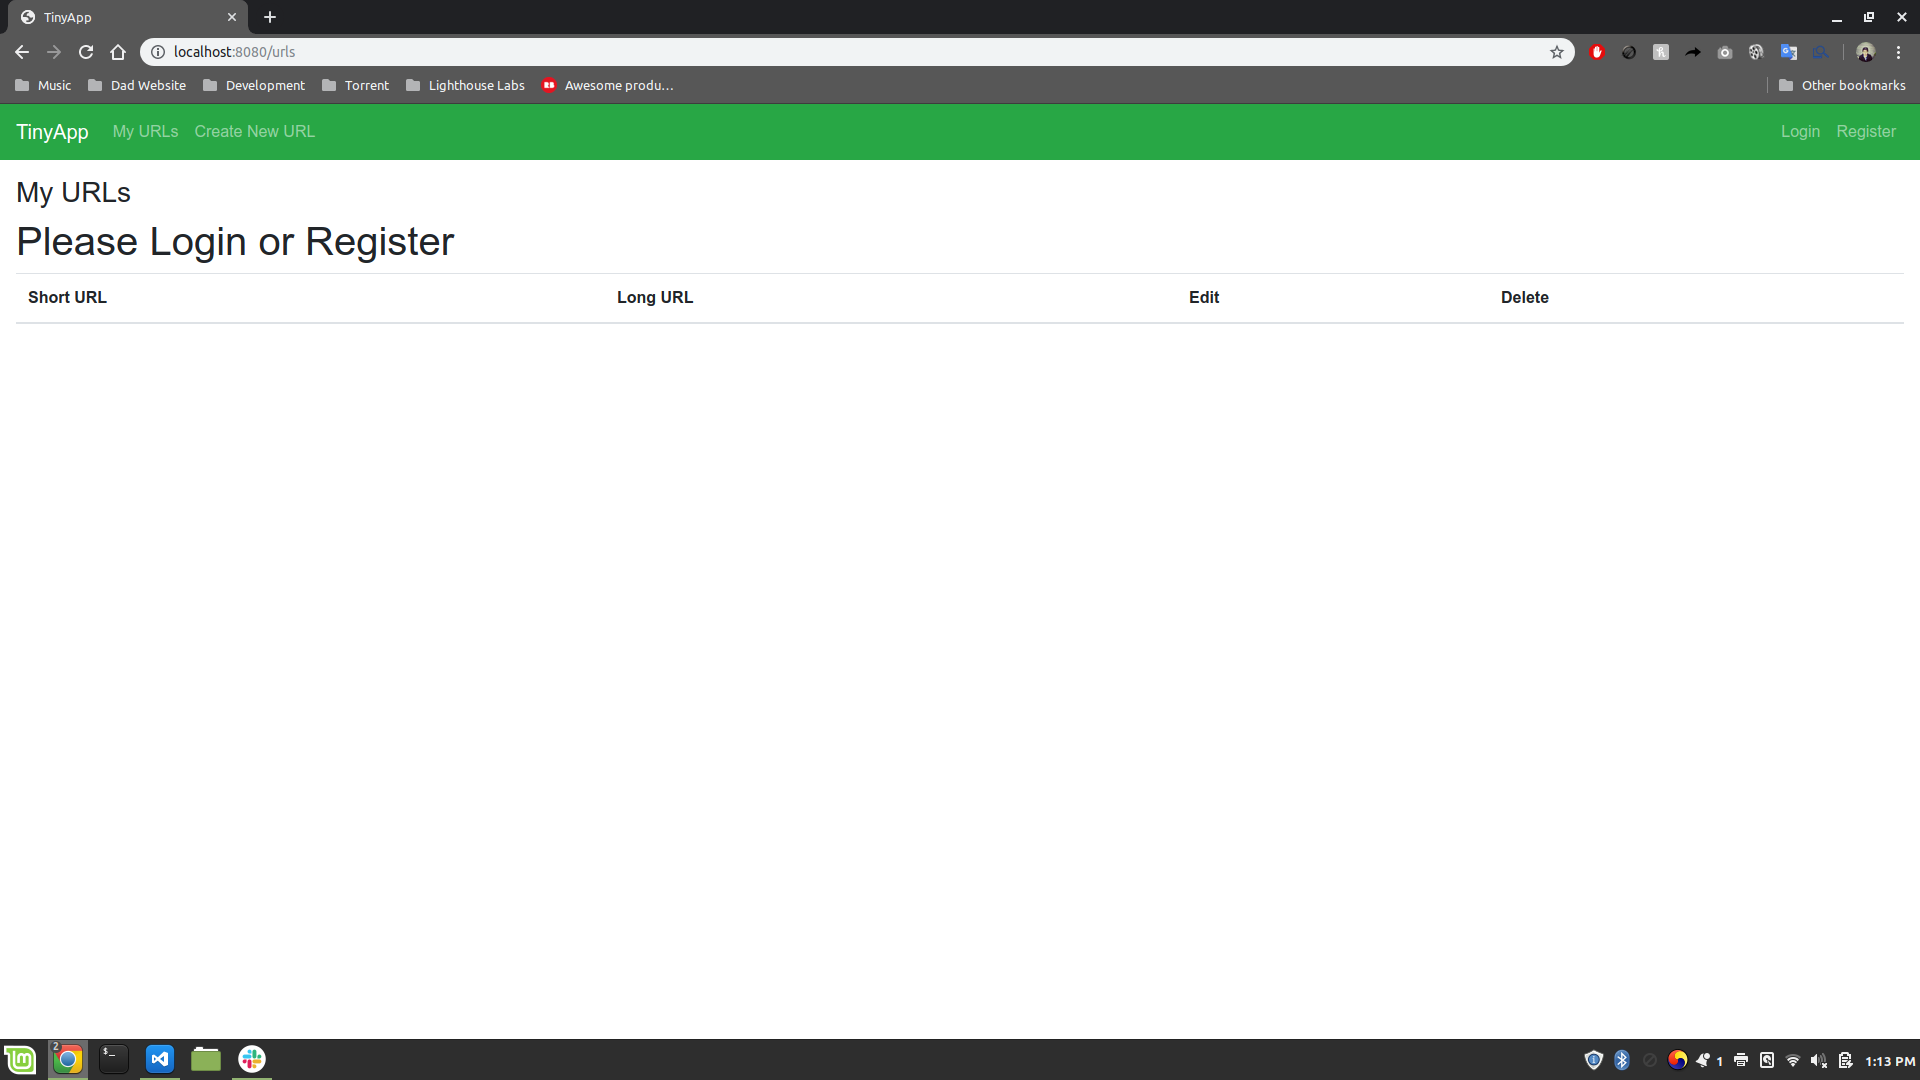 TinyApp
localhost:8080/urls
Music Dad Website Development Torrent Lighthouse Labs Awesome produ... Other bookmarks
TinyApp My URLs Create New URL Login Register
My URLs
Please Login or Register
Short URL Long URL Edit Delete
2 1 1:13 PM